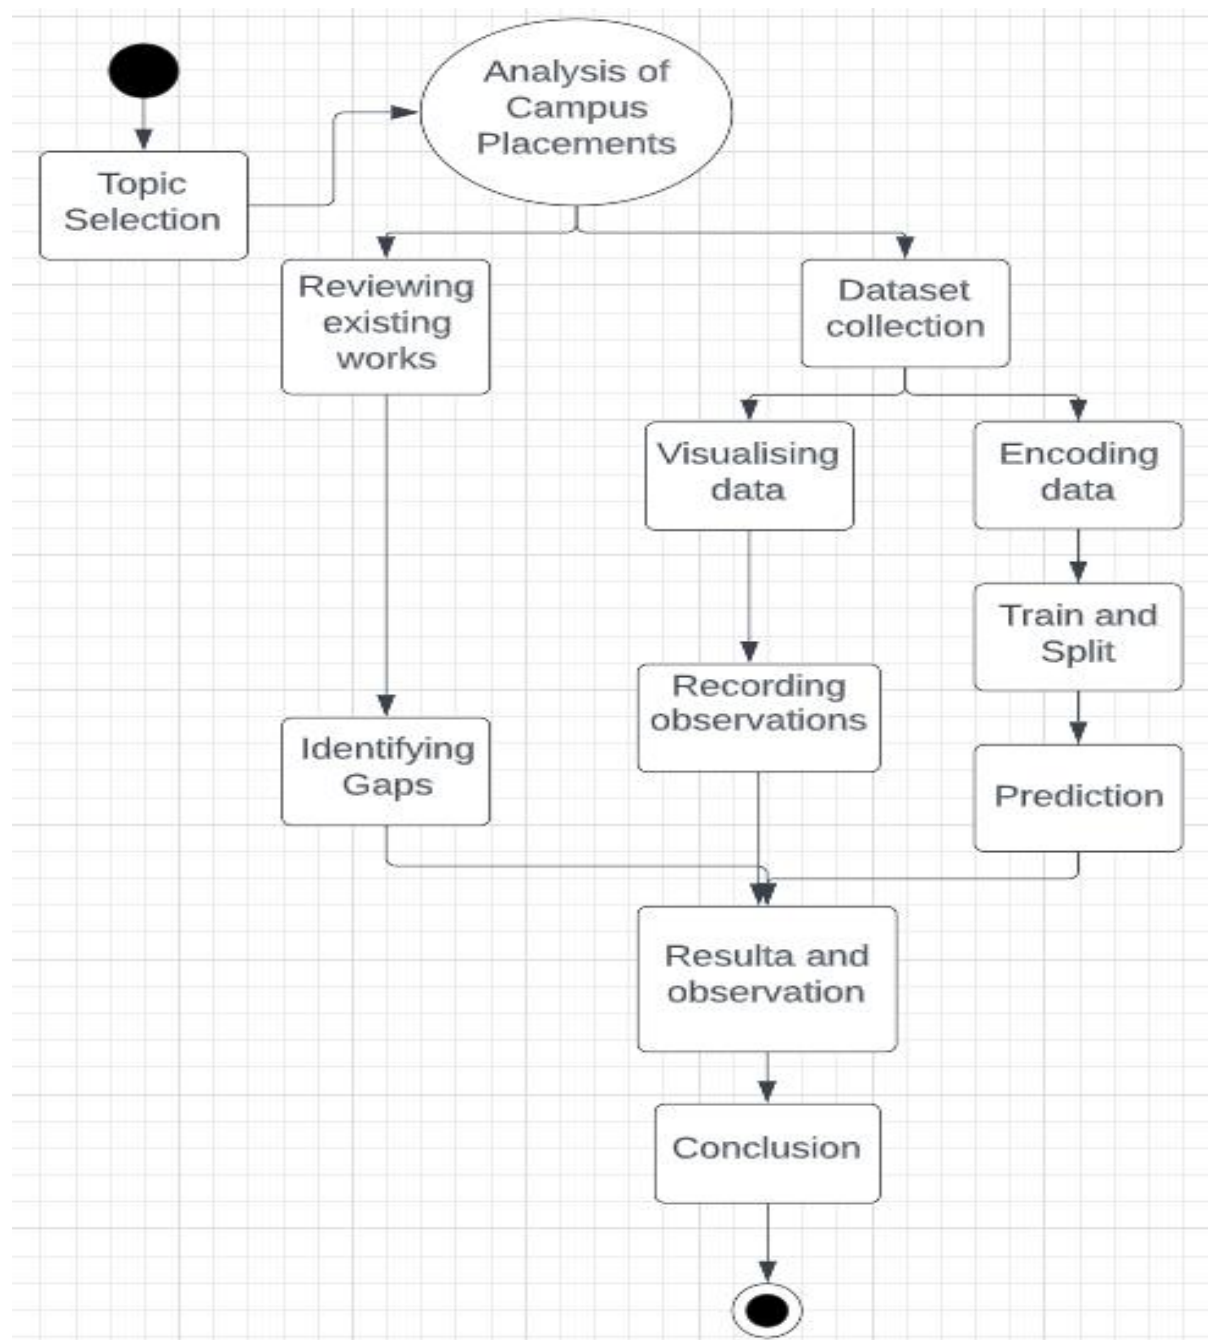 Analysis of
Campus
Placements
Topic
Selection
Reviewing
existing
works
Dataset
collection
Visualising
data
Encoding
data
Train and
Split
Recording
observations
Identifying
Gaps
Prediction
Resulta and
observation
Conclusion